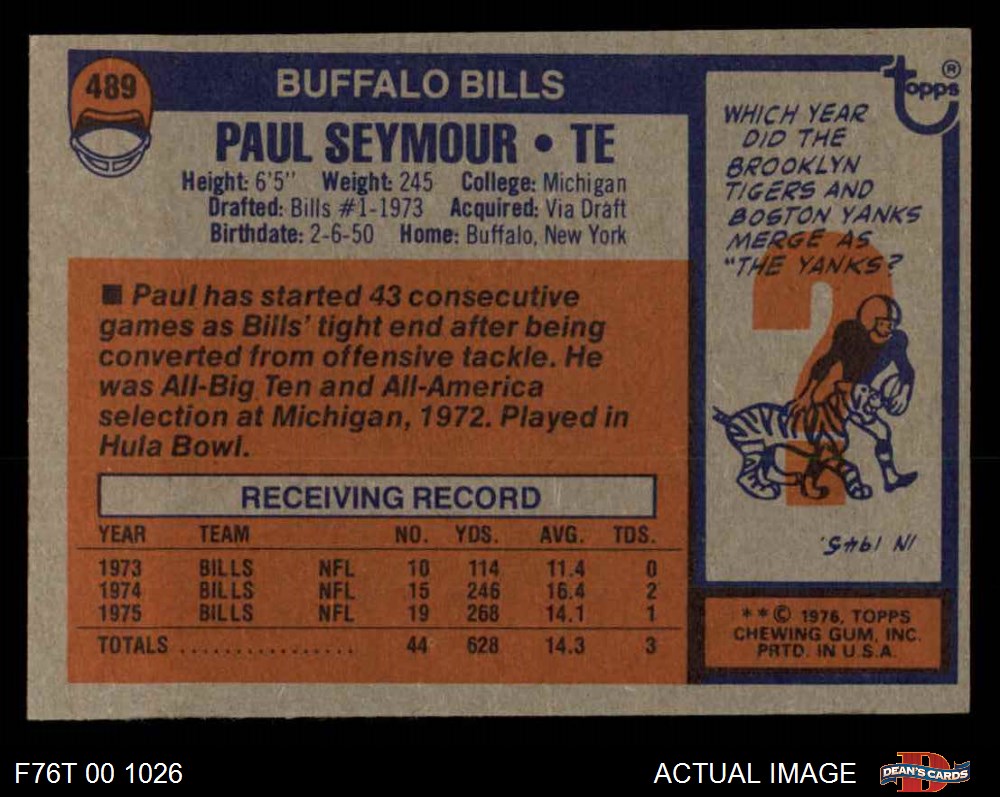 489
BUFFALO BILLS
PAUL SEYMOUR • TE
Height: 6'5" Weight: 245 College: Michigan
Drafted: Bills #1-1973 Acquired: Via Draft
Birthdate: 2-6-50 Home: Buffalo, New York
■ Paul has started 43 consecutive
games as Bills' tight end after being
converted from offensive tackle. He
was All-Big Ten and All-America
selection at Michigan, 1972. Played in
Hula Bowl.
RECEIVING RECORD
YEAR TEAM NO. YDS. AVG. TDS.
1973 BILLS NFL 10 114 11.4 0
1974 BILLS NFL 15 246 16.4 2
1975 BILLS NFL 19 268 14.1 1
TOTALS ................ 44 628 14.3 3
topps ®
WHICH YEAR
DID THE
BROOKLYN
TIGERS AND
BOSTON YANKS
MERGE AS
"THE YANKS?
?
IN 1945.
**© 1976, TOPPS
CHEWING GUM, INC.
PRTD. IN U.S.A.
F76T 00 1026
ACTUAL IMAGE
DEAN'S CARDS